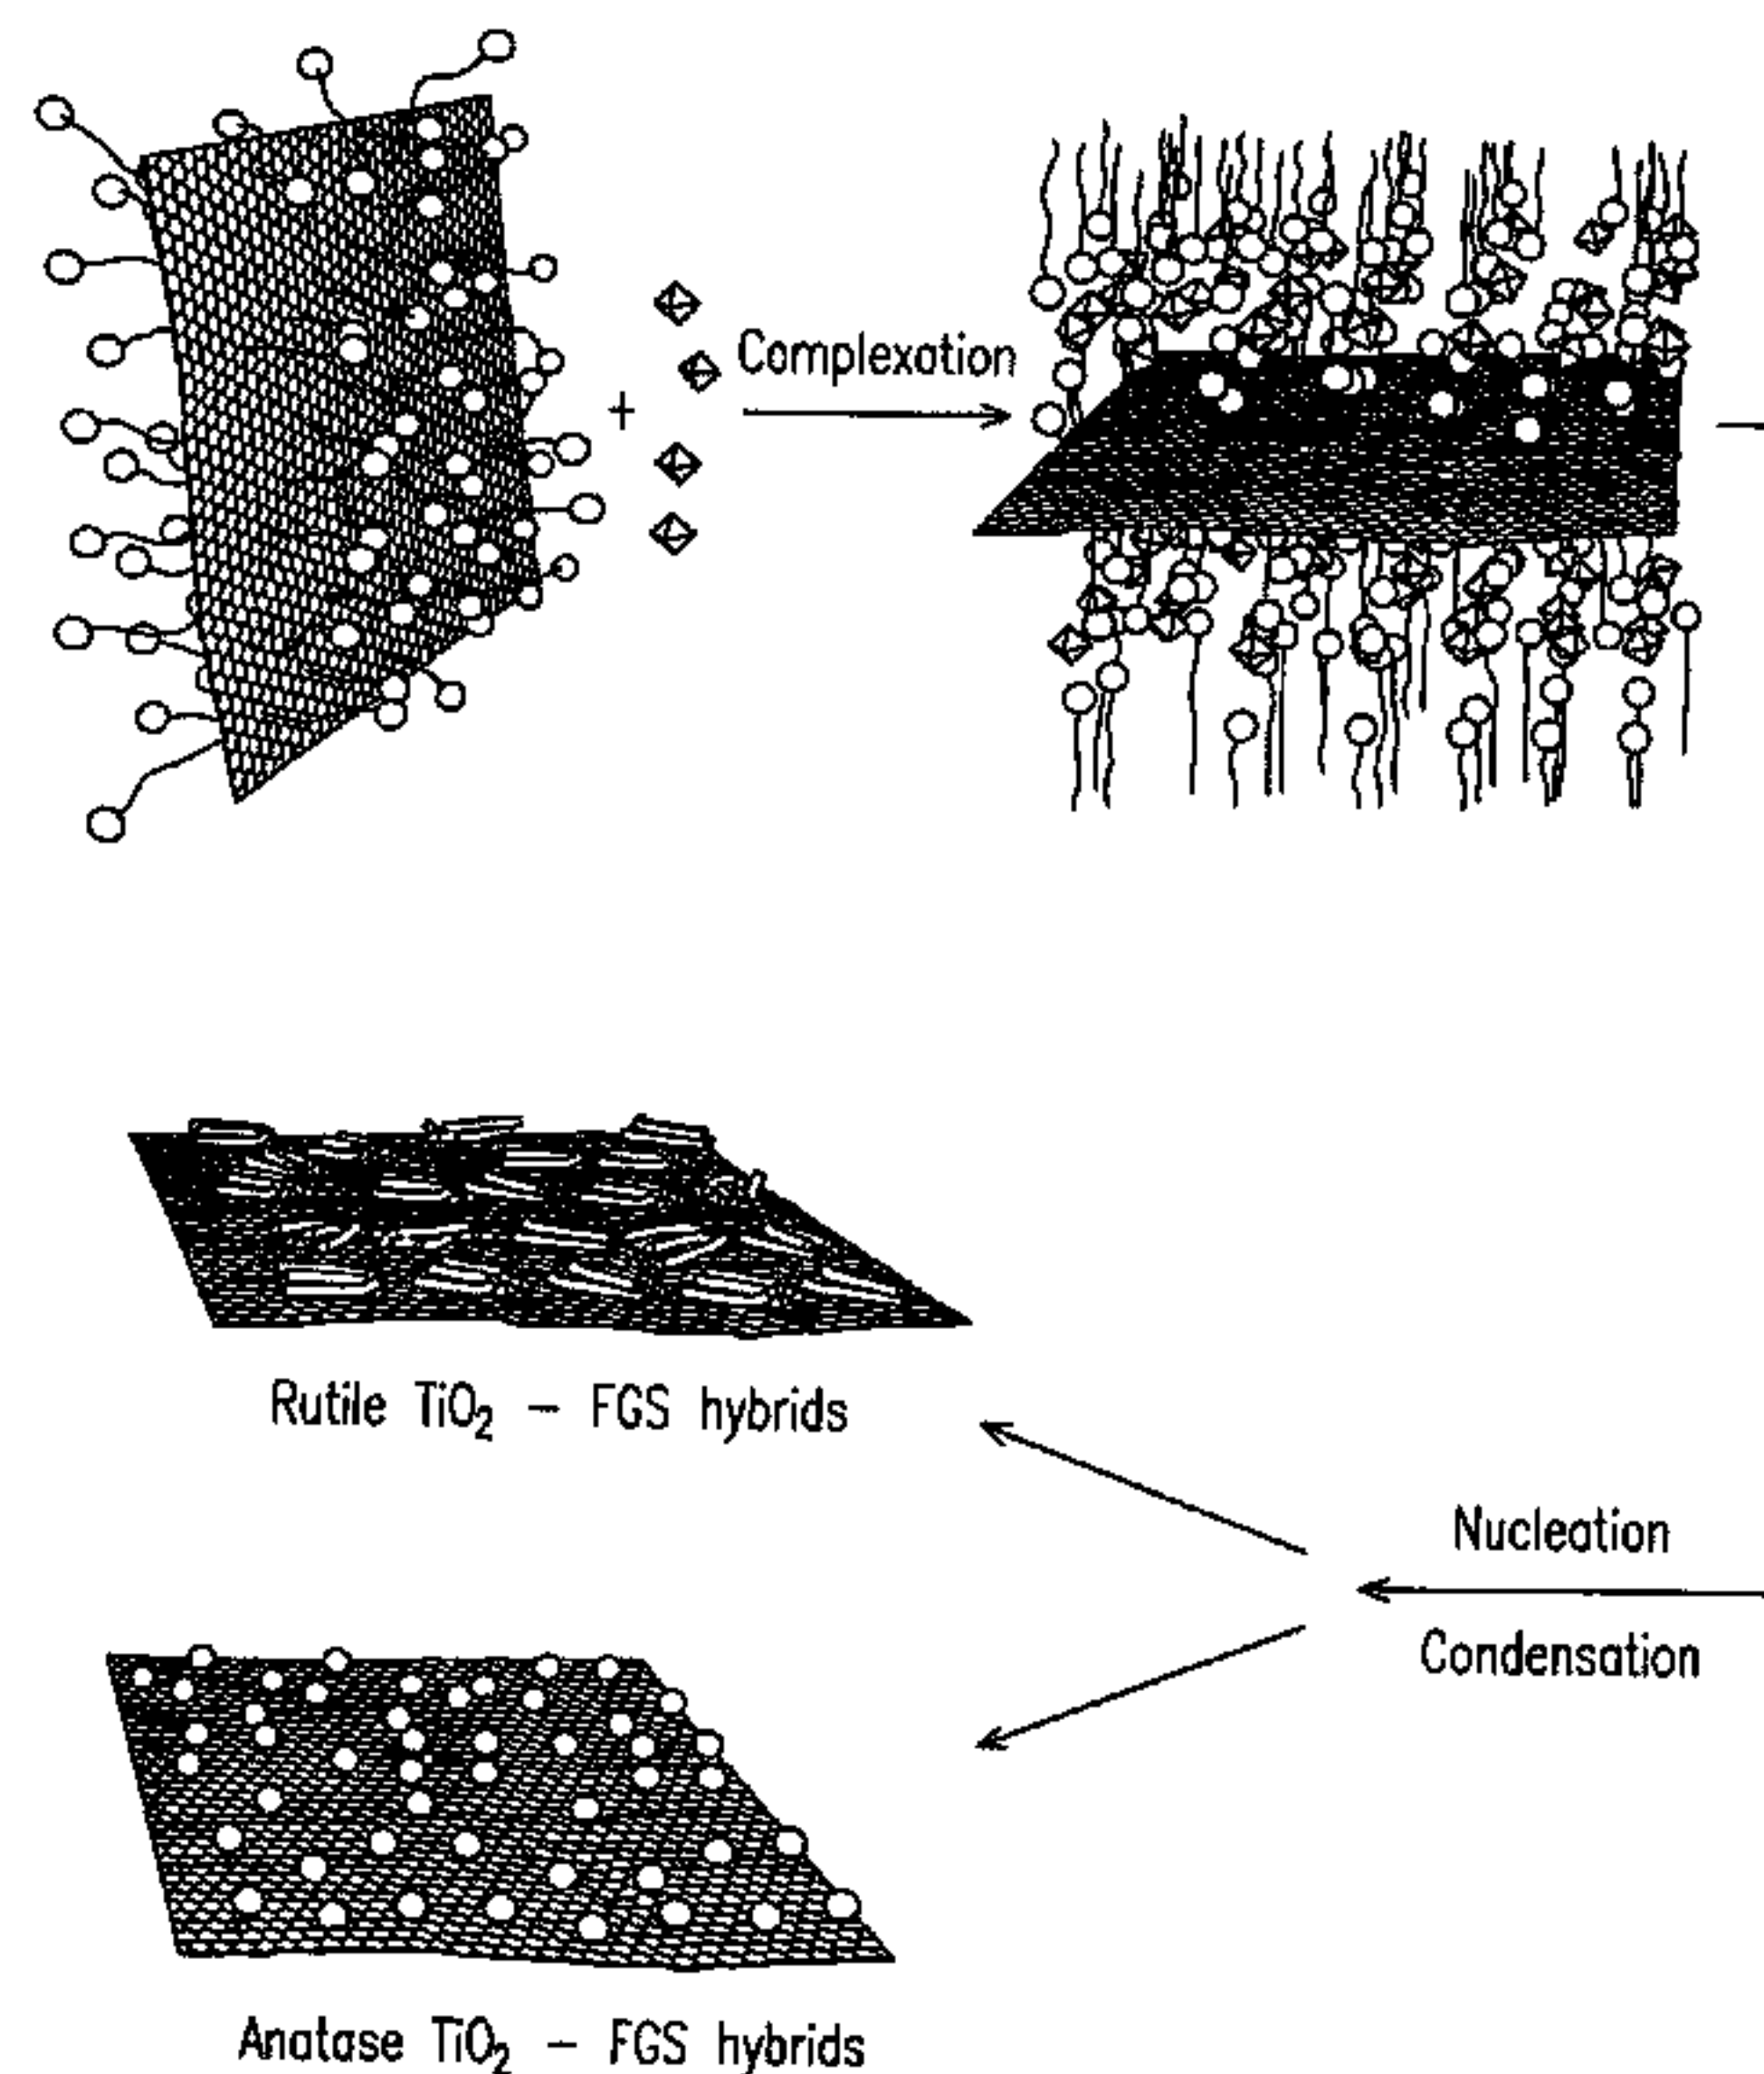 +
Complexation
Rutile TiO₂ – FGS hybrids
Nucleation
Condensation
Anatase TiO₂ – FGS hybrids